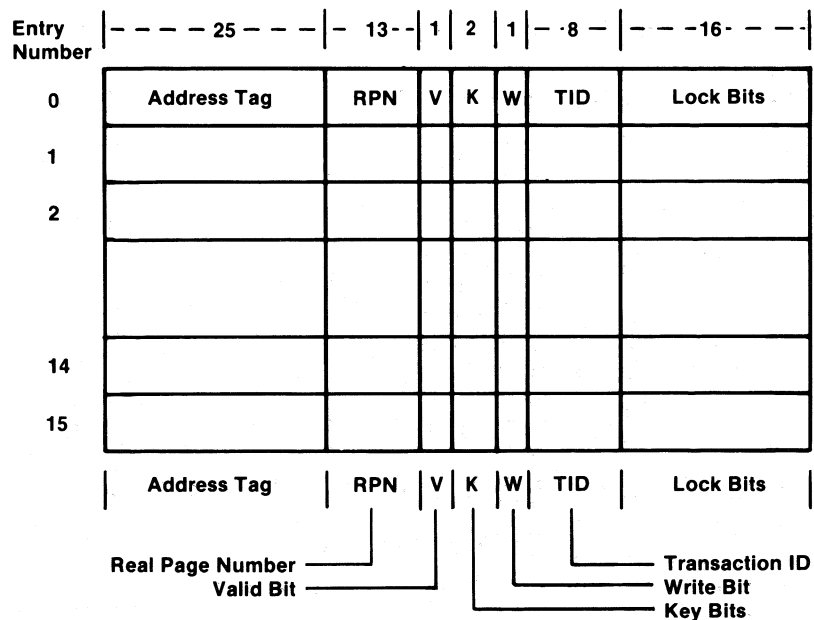 Entry Number
25 13 1 2 1 8 16
0 Address Tag RPN V K W TID Lock Bits
1
2
14
15
Address Tag RPN V K W TID Lock Bits
Real Page Number Transaction ID
Valid Bit Write Bit
Key Bits